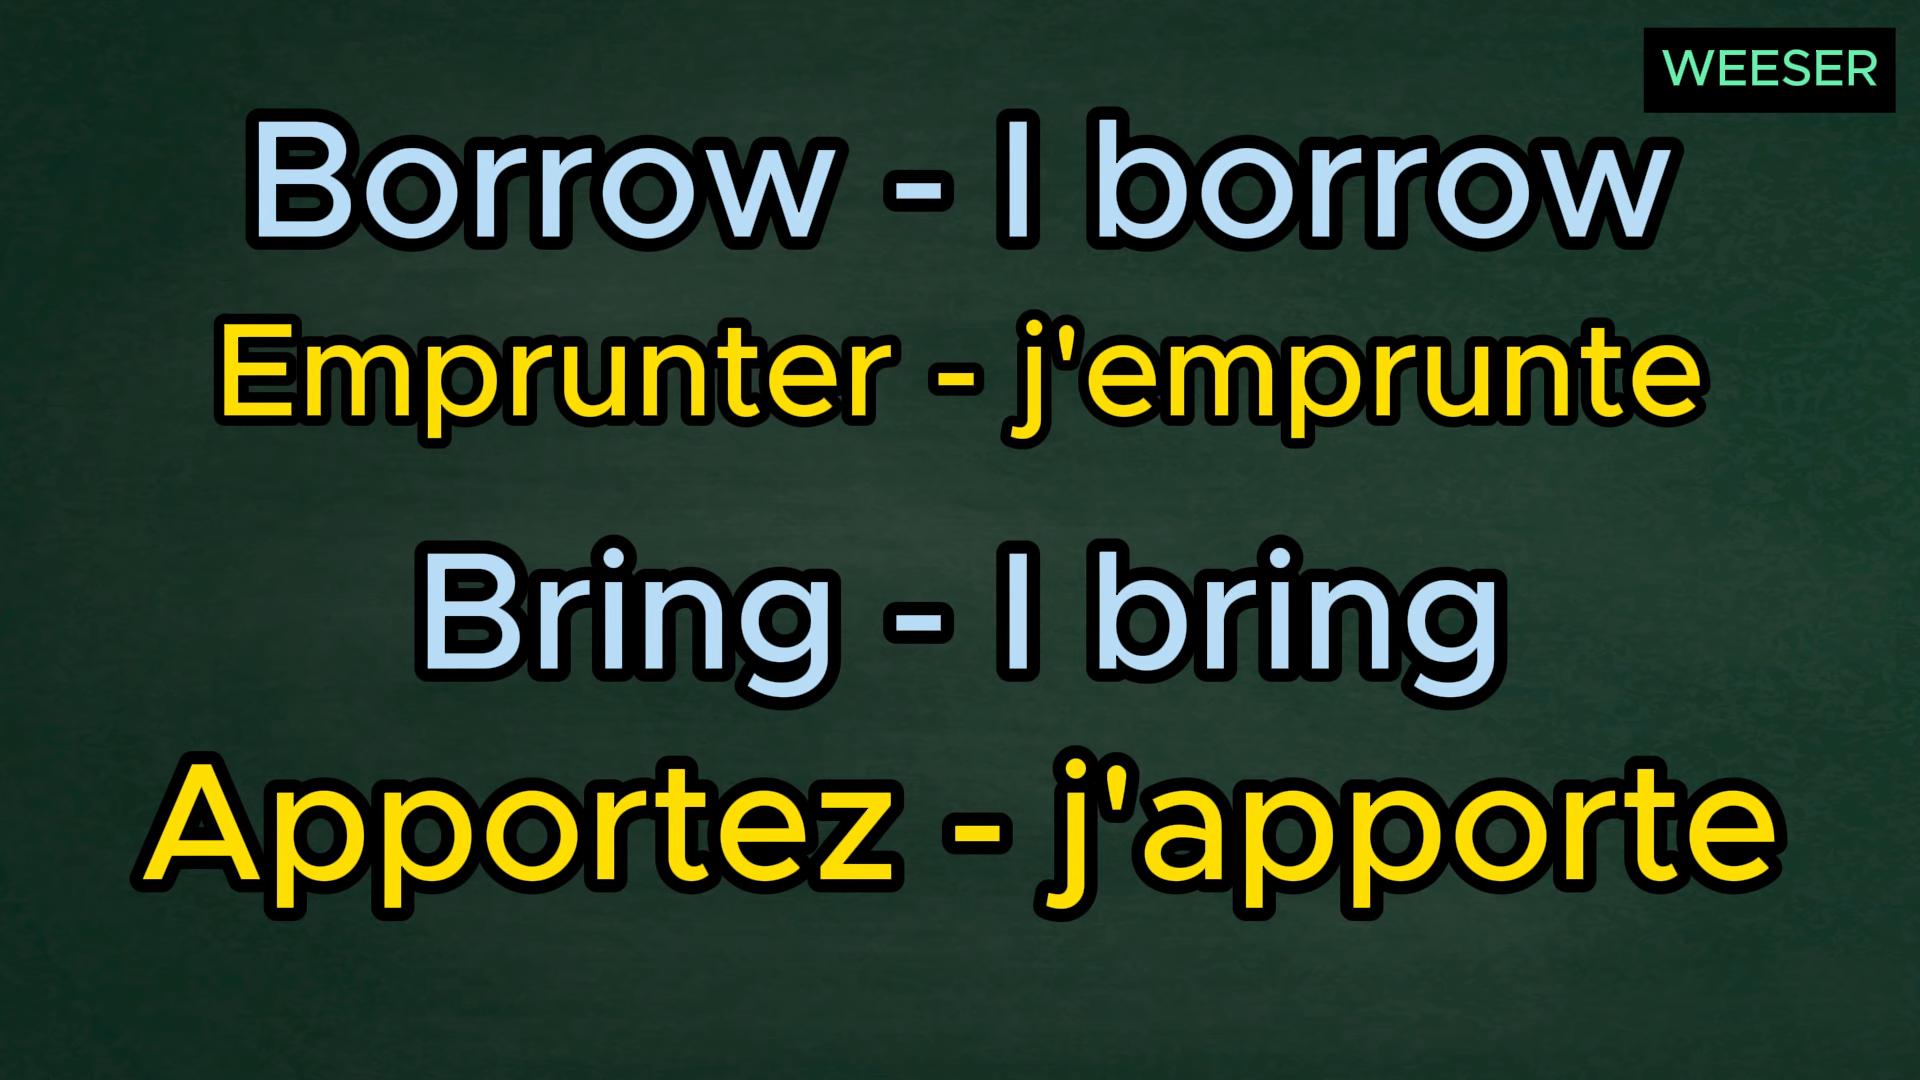 WEESER
Borrow - I borrow
Emprunter - j'emprunte
Bring - I bring
Apportez - j'apporte